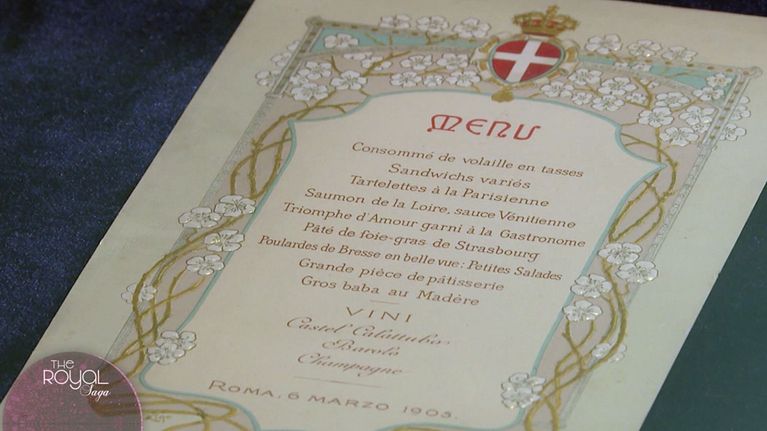 MENU
Consommé de volaille en tasses
Sandwichs variés
Tartelettes à la Parisienne
Saumon de la Loire, sauce Vénitienne
Triomphe d'Amour garni à la Gastronome
Pâté de foie-gras de Strasbourg
Poulardes de Bresse en belle vue: Petites Salades
Grande pièce de pâtisserie
Gros baba au Madère
VINI
Castel Calattubo
Barolo
Champagne
ROMA, 6 MARZO 1903.
THE
ROYAL
Saga